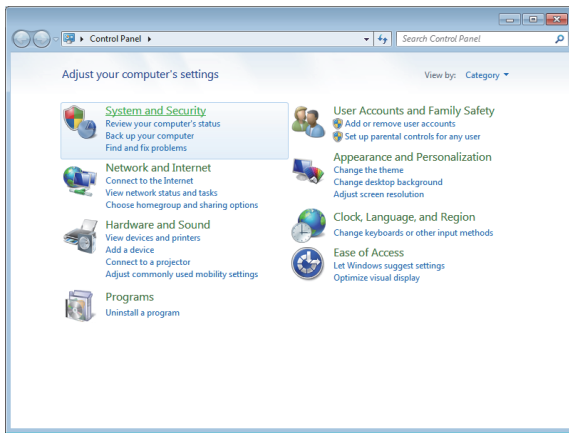 Control Panel
Search Control Panel
Adjust your computer's settings
View by: Category
System and Security
Review your computer's status
Back up your computer
Find and fix problems
Network and Internet
Connect to the Internet
View network status and tasks
Choose homegroup and sharing options
Hardware and Sound
View devices and printers
Add a device
Connect to a projector
Adjust commonly used mobility settings
Programs
Uninstall a program
User Accounts and Family Safety
Add or remove user accounts
Set up parental controls for any user
Appearance and Personalization
Change the theme
Change desktop background
Adjust screen resolution
Clock, Language, and Region
Change keyboards or other input methods
Ease of Access
Let Windows suggest settings
Optimize visual display